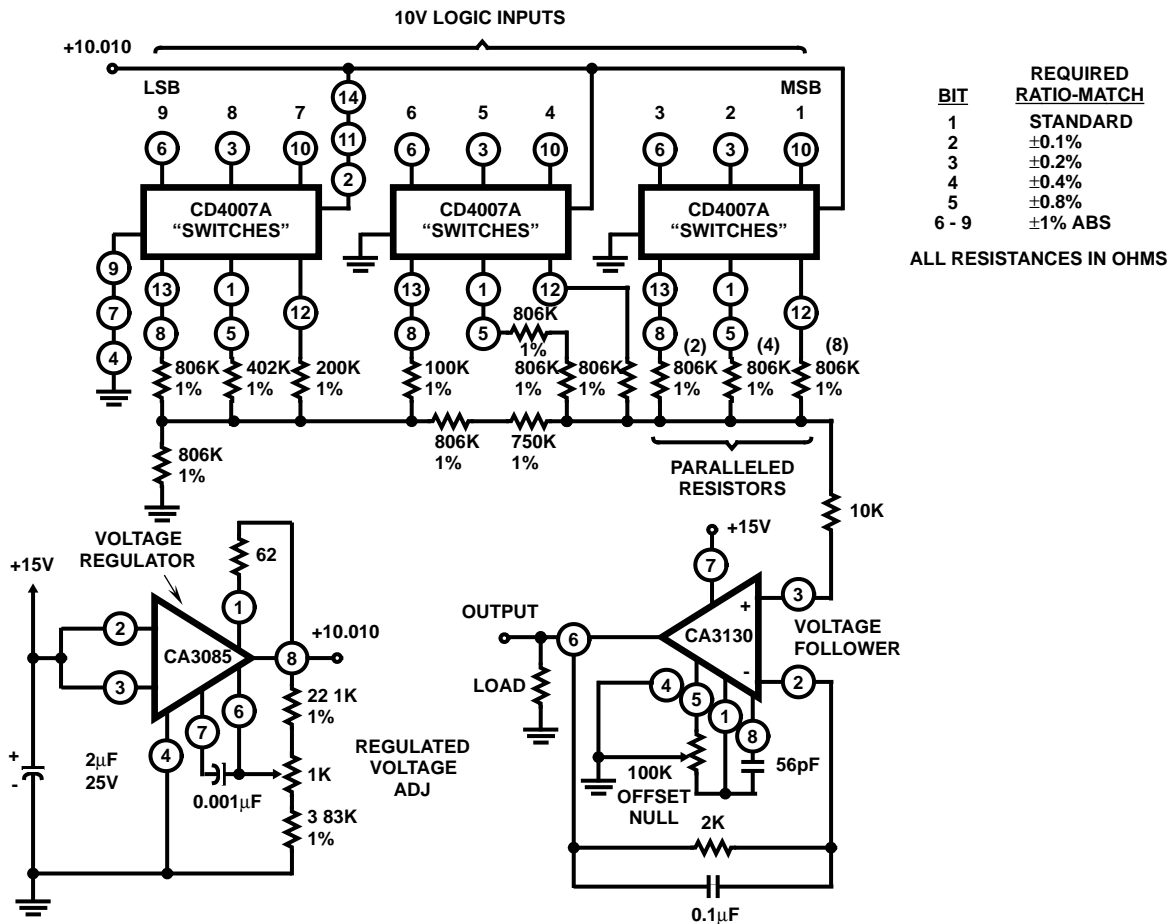 10V LOGIC INPUTS
+10.010
LSB
MSB
9 8 7 6 5 4 3 2 1
14
11
2
6 3 10 6 3 10 6 3 10
CD4007A
“SWITCHES”
CD4007A
“SWITCHES”
CD4007A
“SWITCHES”
9
7
4
13 1 12 13 1 12 13 1 12
8 5 8 5 8 5
806K
1%
402K
1%
200K
1%
100K
1%
806K
1%
806K
1%
806K
1%
(2)
806K
1%
(4)
806K
1%
(8)
806K
1%
806K
1%
750K
1%
806K
1%
PARALLELED
RESISTORS
10K
BIT
REQUIRED
RATIO-MATCH
1 STANDARD
2 ±0.1%
3 ±0.2%
4 ±0.4%
5 ±0.8%
6 - 9 ±1% ABS
ALL RESISTANCES IN OHMS
VOLTAGE
REGULATOR
+15V
62
1
2
3
CA3085
8
+10.010
6
7
4
22 1K
1%
1K
3 83K
1%
0.001µF
+
-
2µF
25V
REGULATED
VOLTAGE
ADJ
+15V
7
OUTPUT
6
CA3130
+
-
3
2
VOLTAGE
FOLLOWER
LOAD
4
5
1
8
100K
OFFSET
NULL
56pF
2K
0.1µF